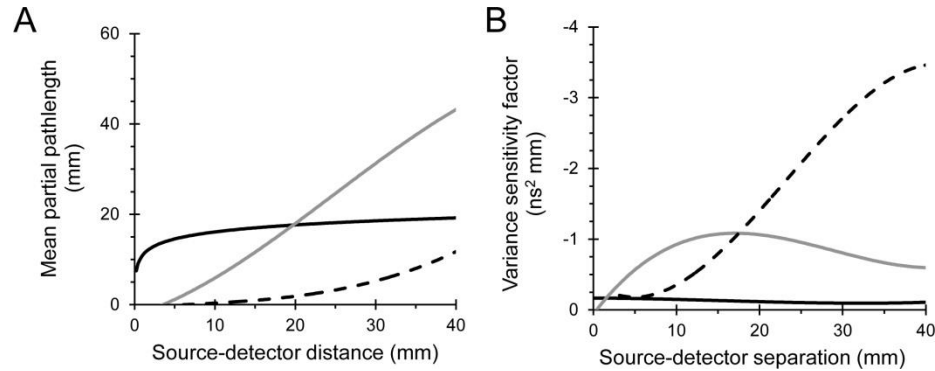 A
Mean partial pathlength
(mm)
60
40
20
0
0
10
20
30
40
Source-detector distance (mm)
B
Variance sensitivity factor
(ns² mm)
-4
-3
-2
-1
0
0
10
20
30
40
Source-detector separation (mm)